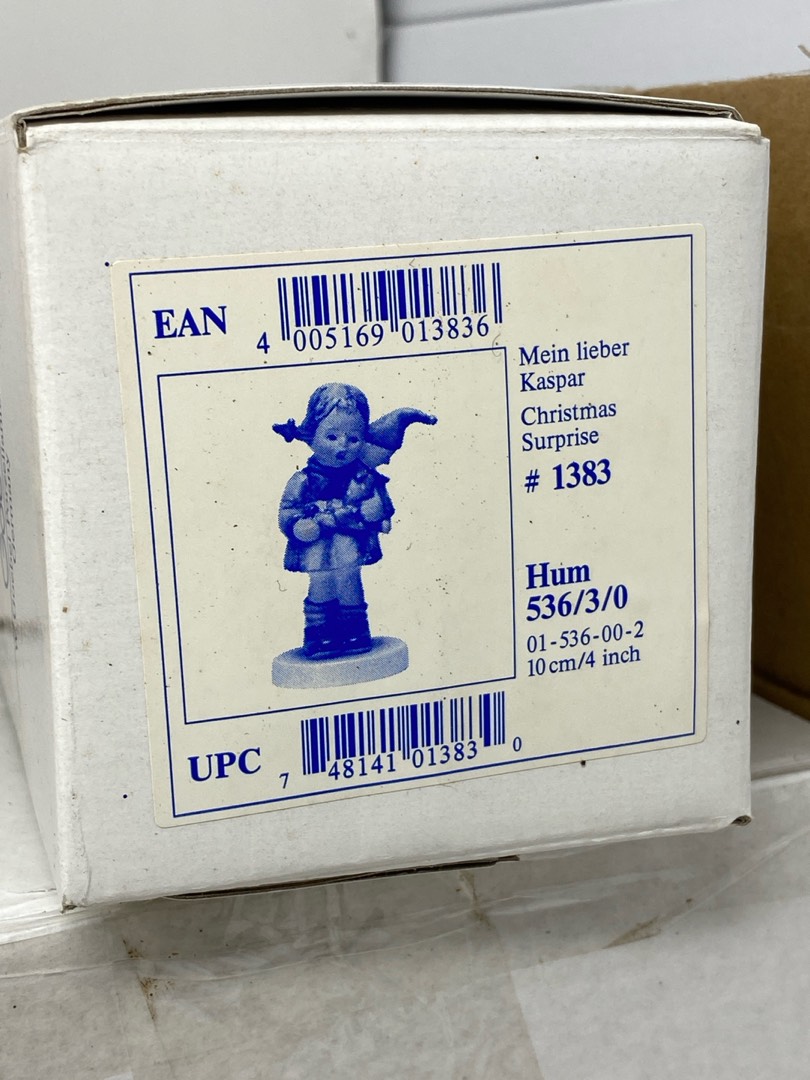 EAN
4 005169 013836
Mein lieber
Kaspar
Christmas
Surprise
# 1383
Hum
536/3/0
01-536-00-2
10 cm/4 inch
UPC
7 48141 01383 0